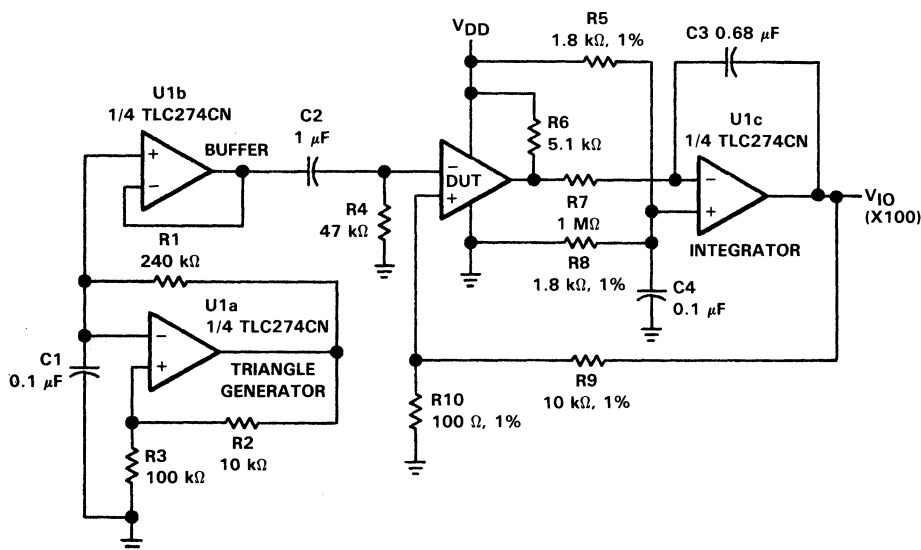 VDD
R5
1.8 kΩ, 1%
C3 0.68 μF
U1b
1/4 TLC274CN
BUFFER
+
−
C2
1 μF
R4
47 kΩ
−
DUT
+
R6
5.1 kΩ
R7
1 MΩ
R8
1.8 kΩ, 1%
U1c
1/4 TLC274CN
−
+
INTEGRATOR
VIO
(X100)
C4
0.1 μF
R1
240 kΩ
U1a
1/4 TLC274CN
−
+
TRIANGLE
GENERATOR
C1
0.1 μF
R2
10 kΩ
R3
100 kΩ
R9
10 kΩ, 1%
R10
100 Ω, 1%